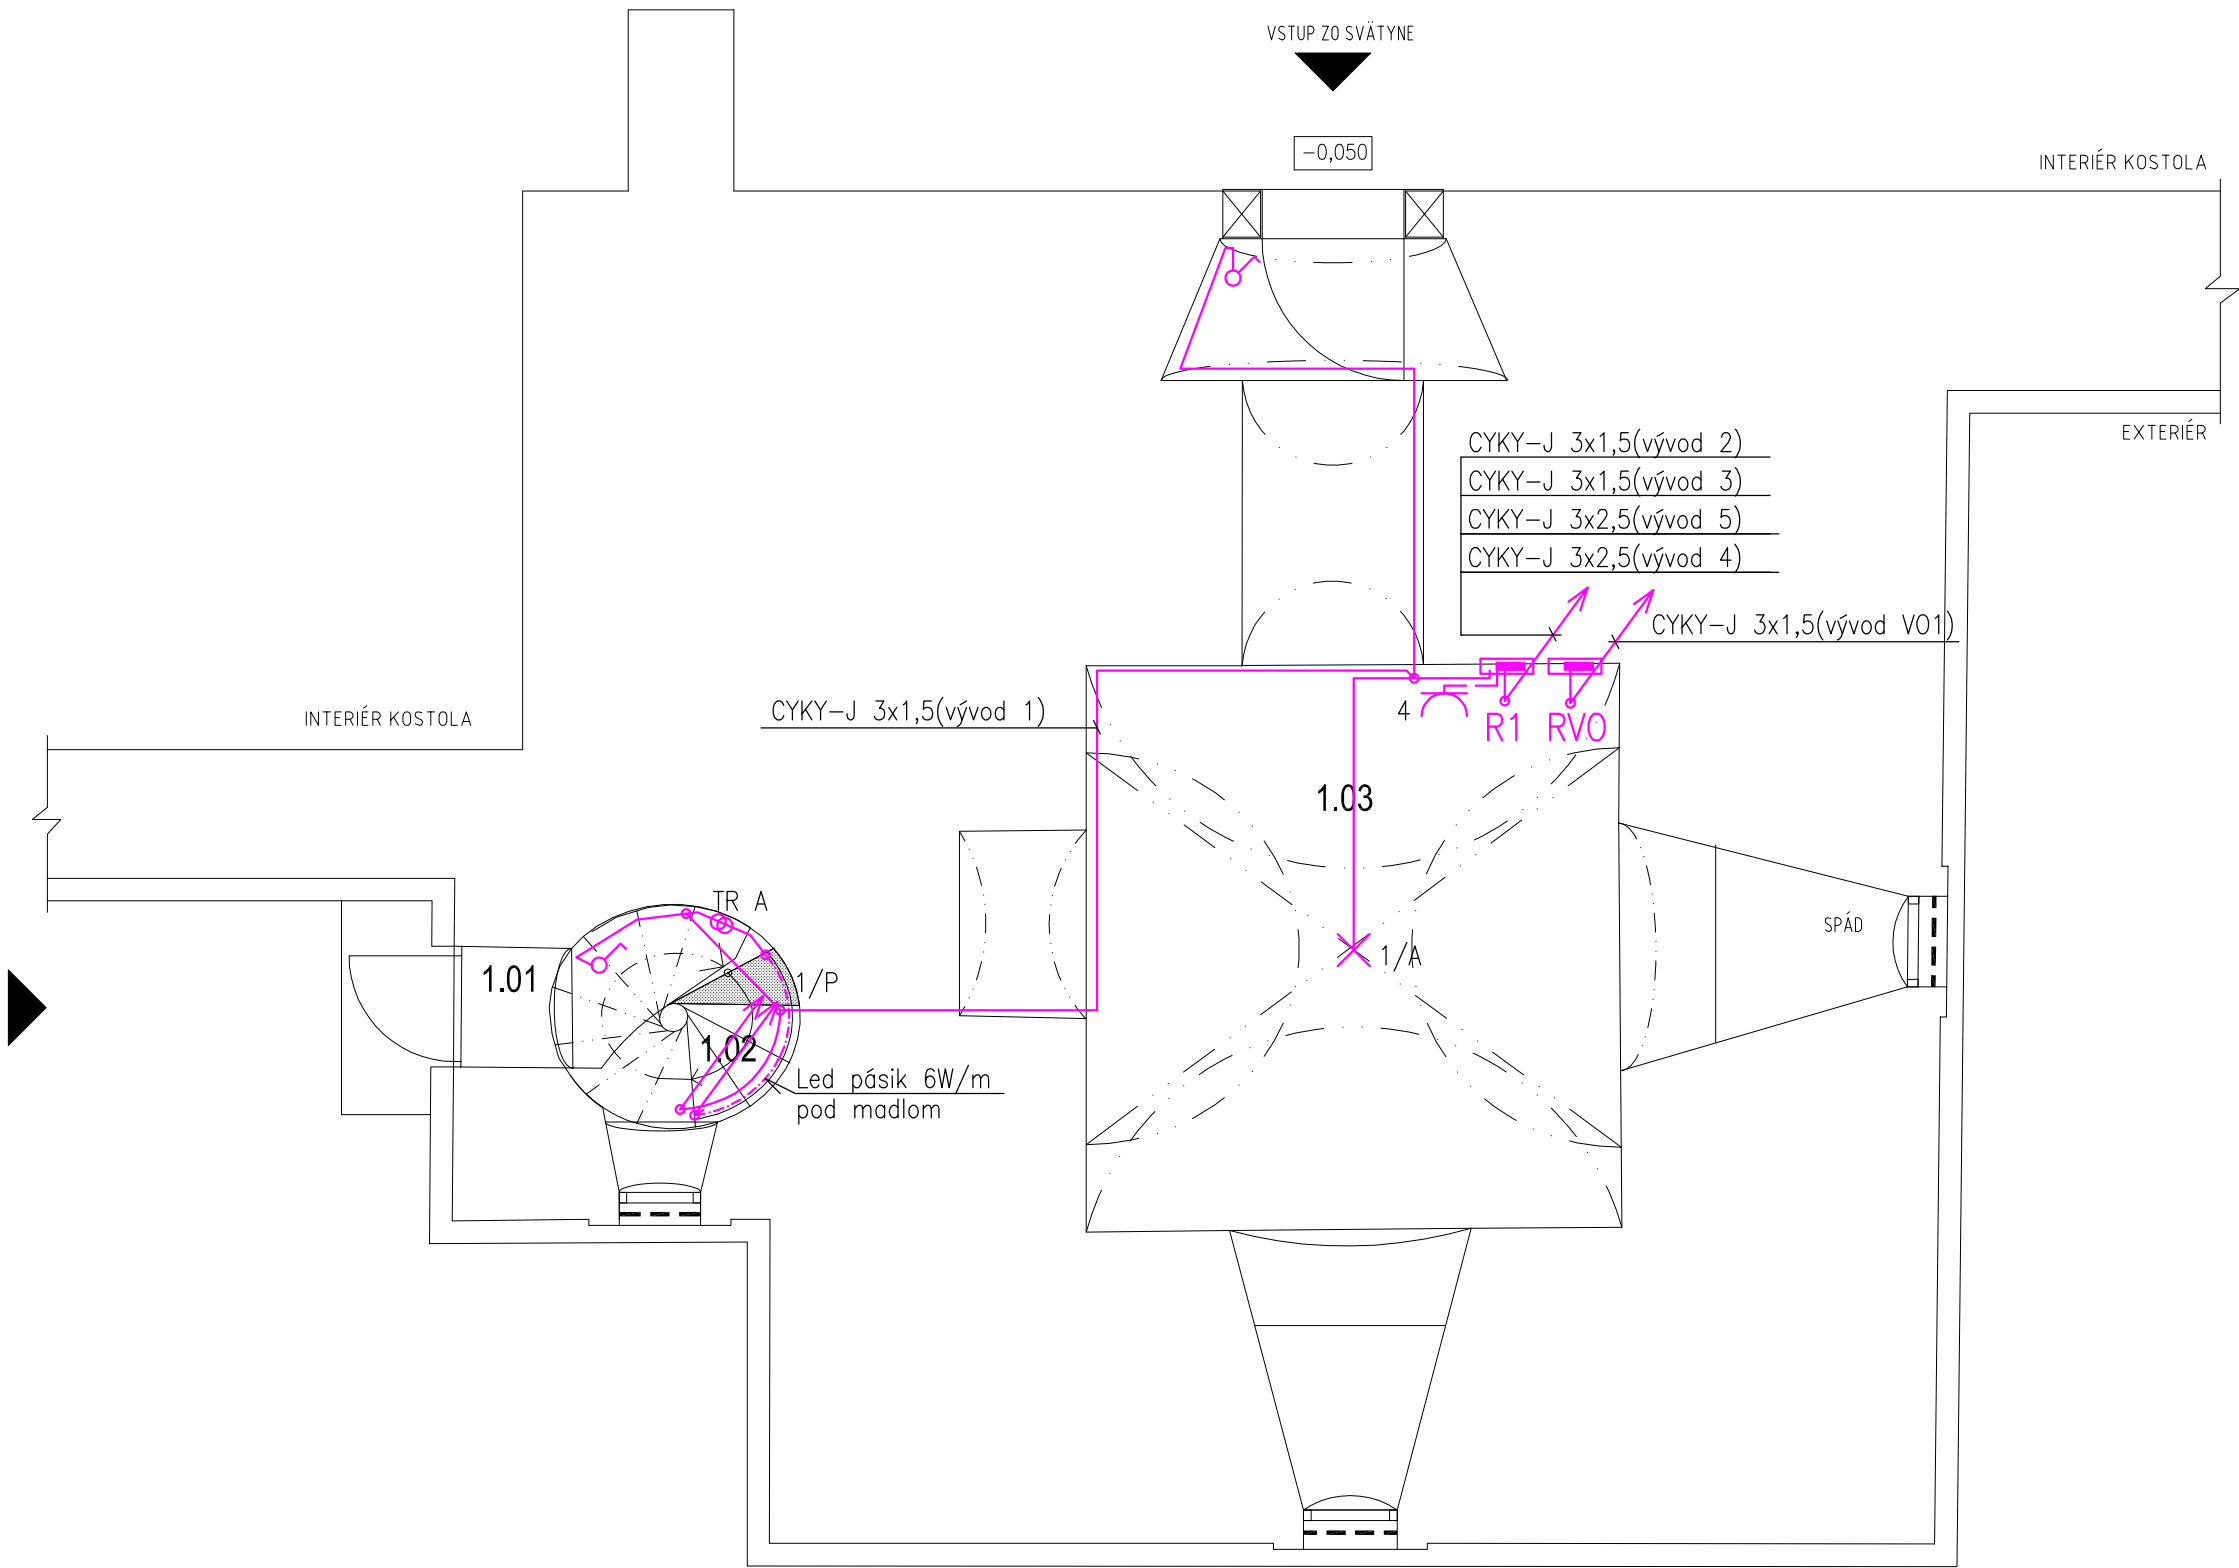 VSTUP ZO SVÄTYNE
-0,050
INTERIÉR KOSTOLA
EXTERIÉR
CYKY-J 3x1,5(vývod 2)
CYKY-J 3x1,5(vývod 3)
CYKY-J 3x2,5(vývod 5)
CYKY-J 3x2,5(vývod 4)
CYKY-J 3x1,5(vývod VO1)
INTERIÉR KOSTOLA
CYKY-J 3x1,5(vývod 1)
4
R1
RVO
1.03
TR A
1/A
SPÁD
1.01
1/P
1.02
Led pásik 6W/m
pod madlom